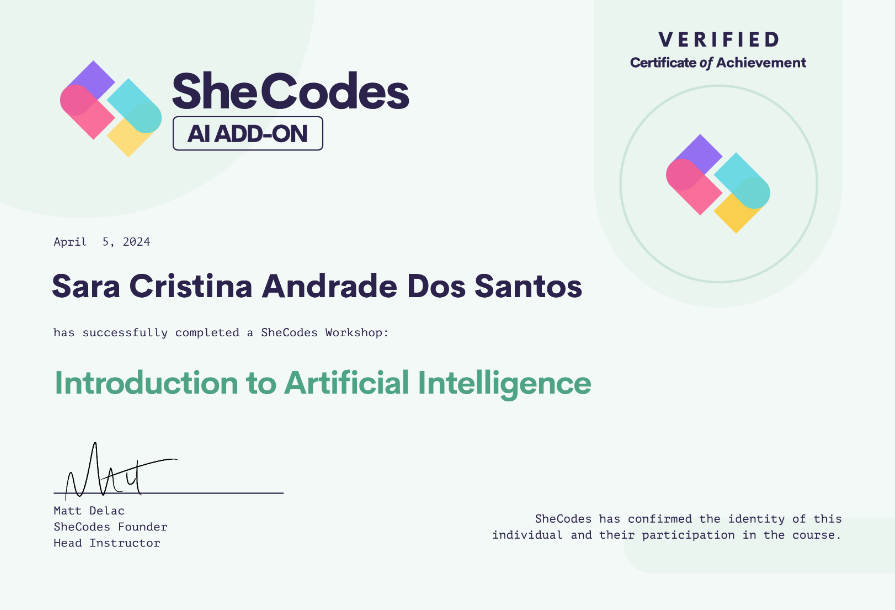 SheCodes
AI ADD-ON
VERIFIED
Certificate of Achievement
April  5, 2024
Sara Cristina Andrade Dos Santos
has successfully completed a SheCodes Workshop:
Introduction to Artificial Intelligence
Matt
Matt Delac
SheCodes Founder
Head Instructor
SheCodes has confirmed the identity of this
individual and their participation in the course.